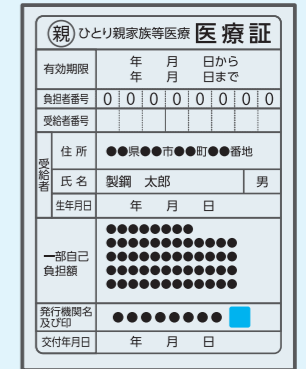 親 ひとり親家族等医療 医療証
有効期限 年 月 日から
年 月 日まで
負担者番号 0 0 0 0 0 0 0 0
受給者番号
受給者
住所 ●●県●●市●●町●●番地
氏名 製鋼 太郎 男
生年月日 年 月 日
一部自己
負担額
●●●●●●●●
●●●●●●●●●●●●
●●●●●●●●●●●●
●●●●●●●●●●●●
●●●●●●●●●●●●
発行機関名
及び印
●●●●●●●●
交付年月日 年 月 日